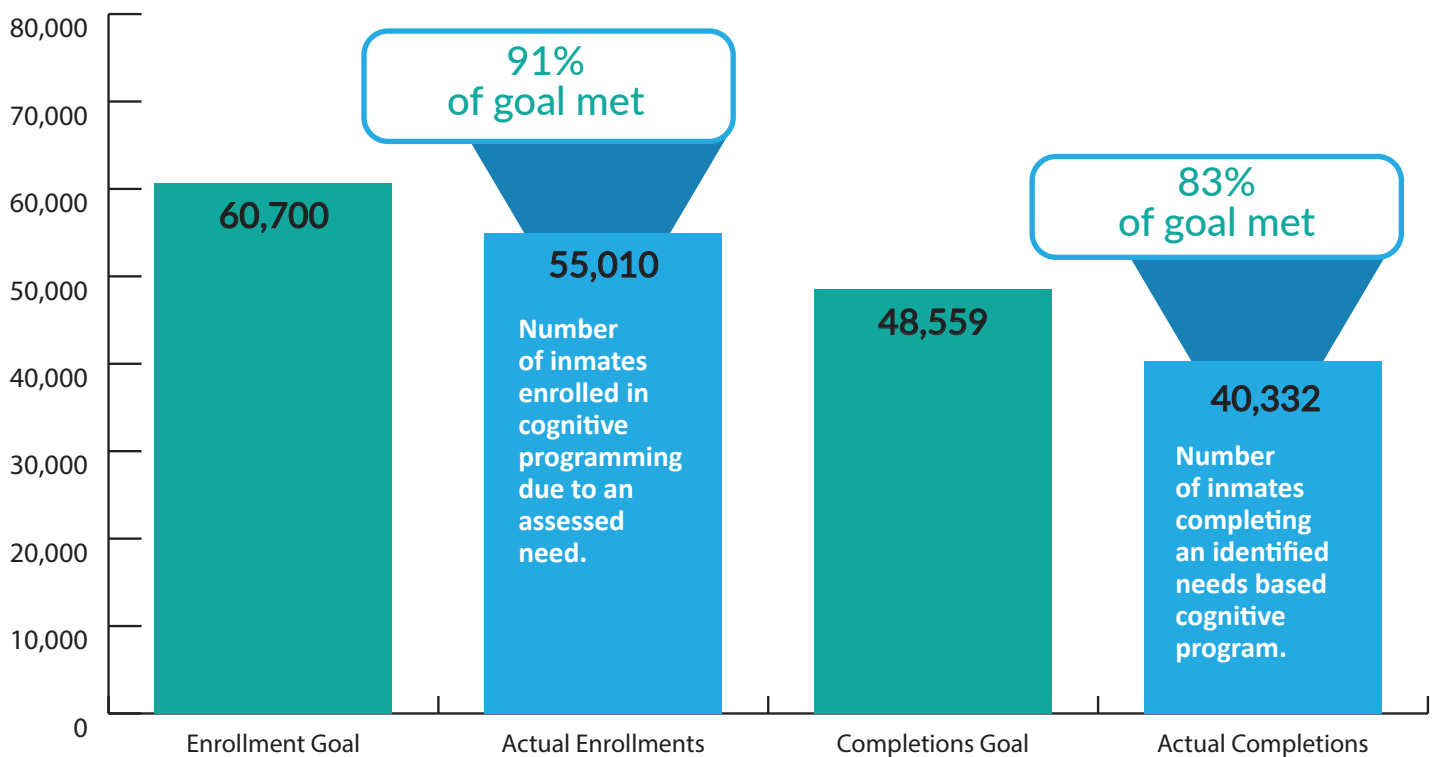 80,000
70,000
60,000
50,000
40,000
30,000
20,000
10,000
0
91%
of goal met
83%
of goal met
60,700
55,010
Number
of inmates
enrolled in
cognitive
programming
due to an
assessed
need.
48,559
40,332
Number
of inmates
completing
an identified
needs based
cognitive
program.
Enrollment Goal
Actual Enrollments
Completions Goal
Actual Completions